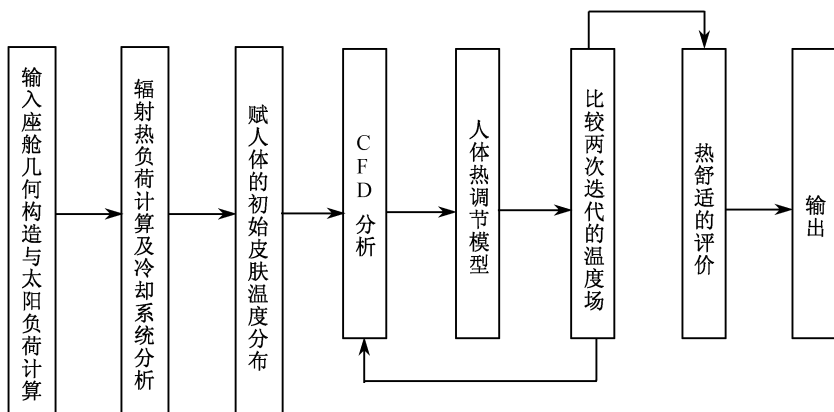 输入座舱几何构造与太阳负荷计算
辐射热负荷计算及冷却系统分析
赋人体的初始皮肤温度分布
CFD分析
人体热调节模型
比较两次迭代的温度场
热舒适的评价
输出